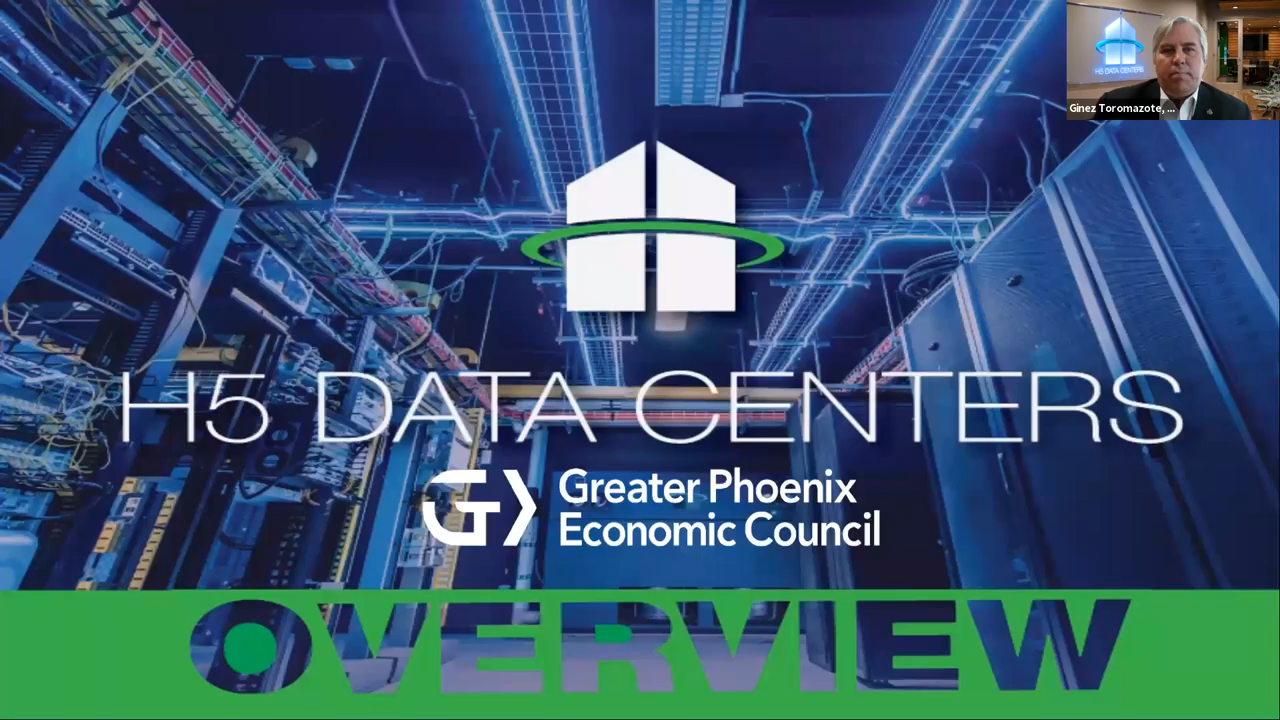 H5 DATA CENTERS
Ginez Toromazote, ...
H5 DATA CENTERS
Greater Phoenix
Economic Council
OVERVIEW